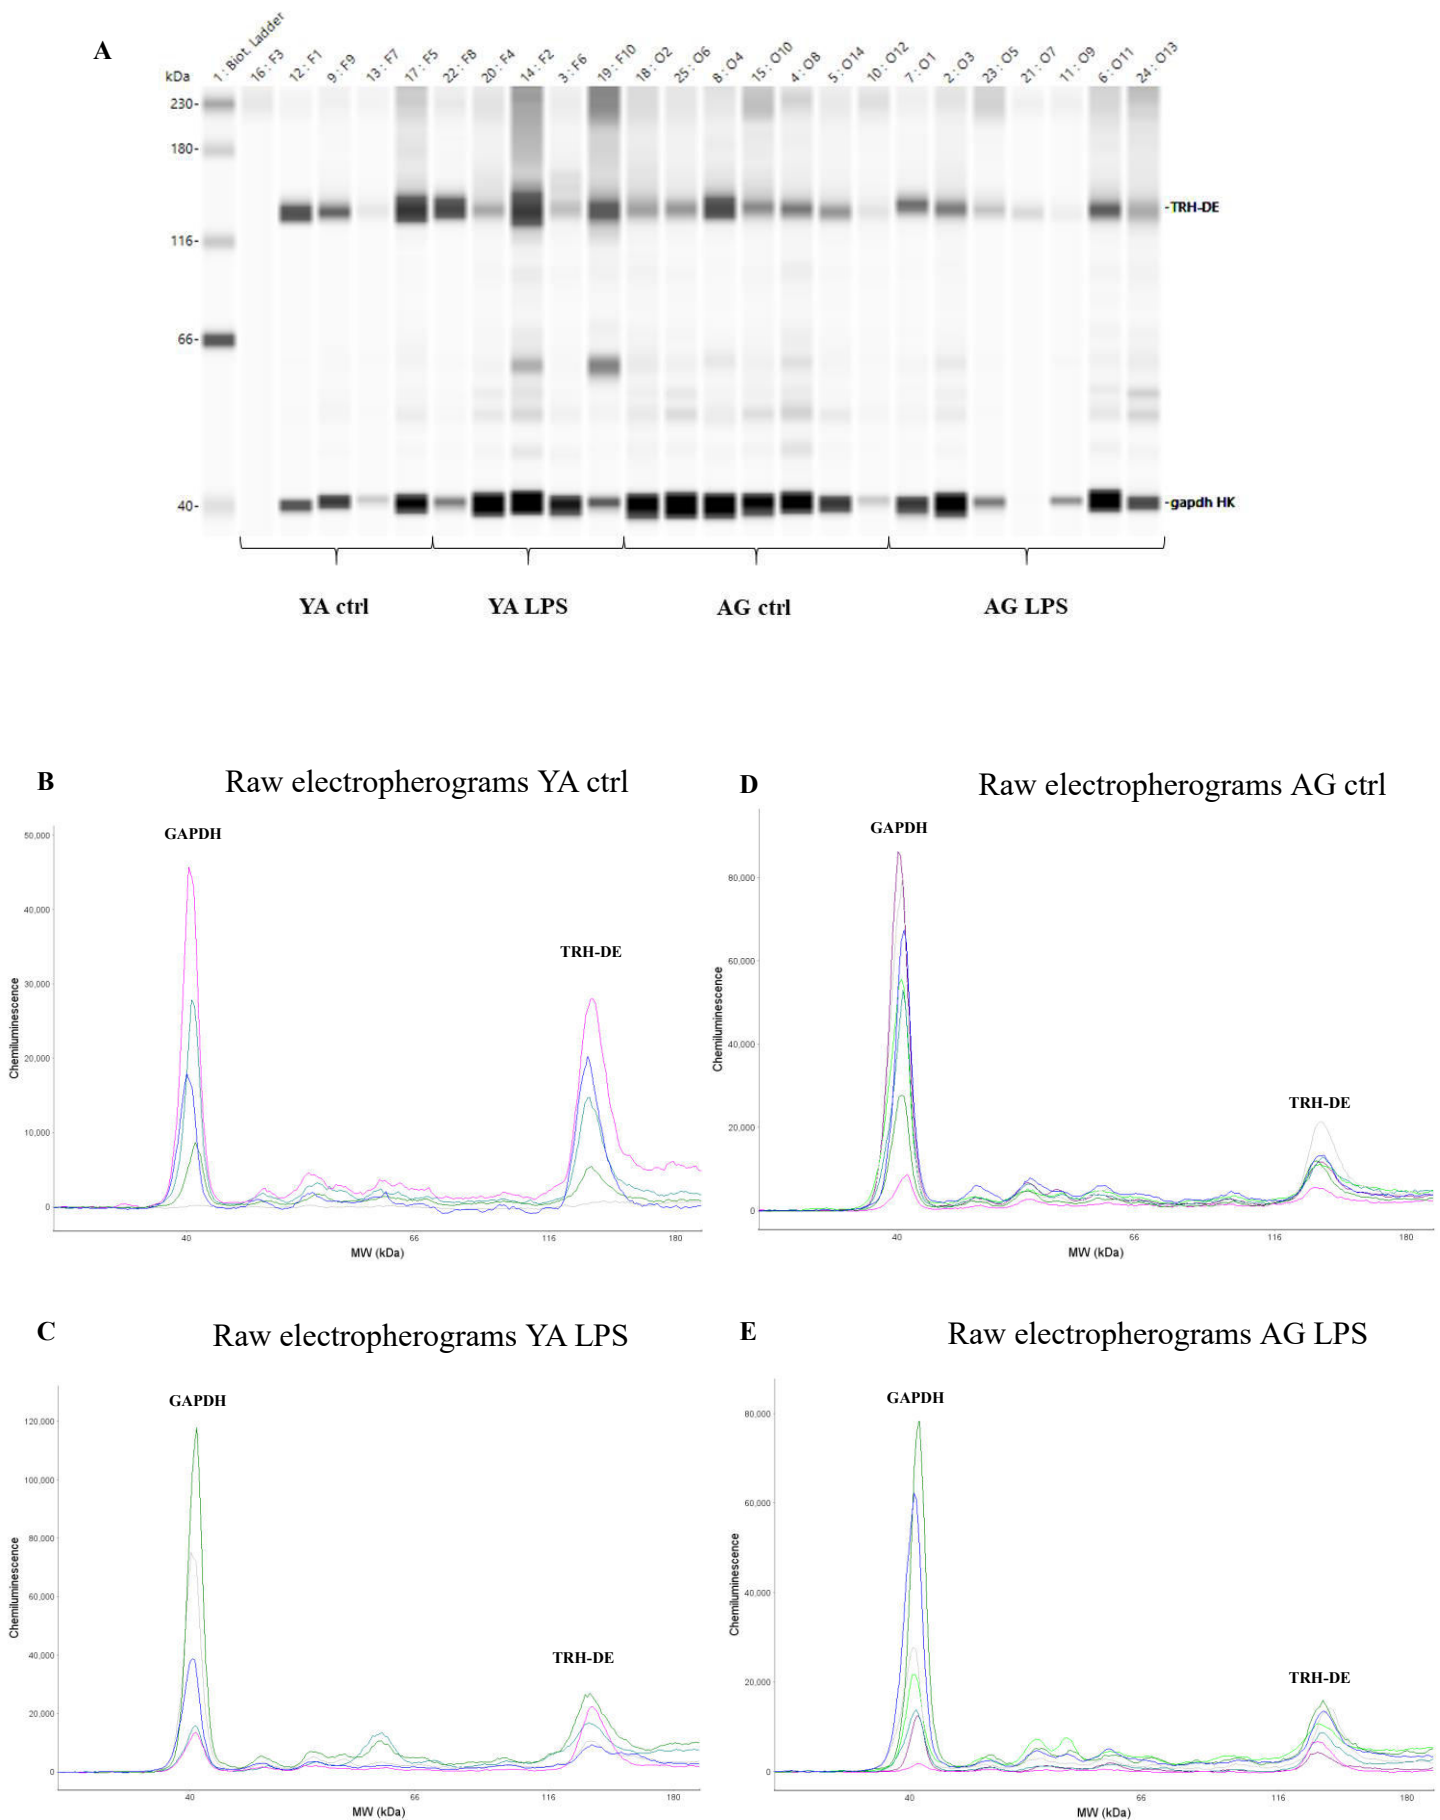 A
kDa
1 : Biot. Ladder
16 : F3
12 : F1
9 : F9
13 : F7
17 : F5
22 : F8
20 : F4
14 : F2
3 : F6
19 : F10
18 : O2
25 : O6
8 : O4
15 : O10
4 : O8
5 : O14
10 : O12
7 : O1
2 : O3
23 : O5
21 : O7
11 : O9
6 : O11
24 : O13
230-
180-
-TRH-DE
116-
66-
40-
-gapdh HK
YA ctrl
YA LPS
AG ctrl
AG LPS
B
Raw electropherograms YA ctrl
GAPDH
TRH-DE
50,000
40,000
30,000
20,000
10,000
0
Chemiluminescence
40
66
116
180
MW (kDa)
D
Raw electropherograms AG ctrl
GAPDH
TRH-DE
80,000
60,000
40,000
20,000
0
Chemiluminescence
40
66
116
180
MW (kDa)
C
Raw electropherograms YA LPS
GAPDH
TRH-DE
120,000
100,000
80,000
60,000
40,000
20,000
0
Chemiluminescence
40
66
116
180
MW (kDa)
E
Raw electropherograms AG LPS
GAPDH
TRH-DE
80,000
60,000
40,000
20,000
0
Chemiluminescence
40
66
116
180
MW (kDa)